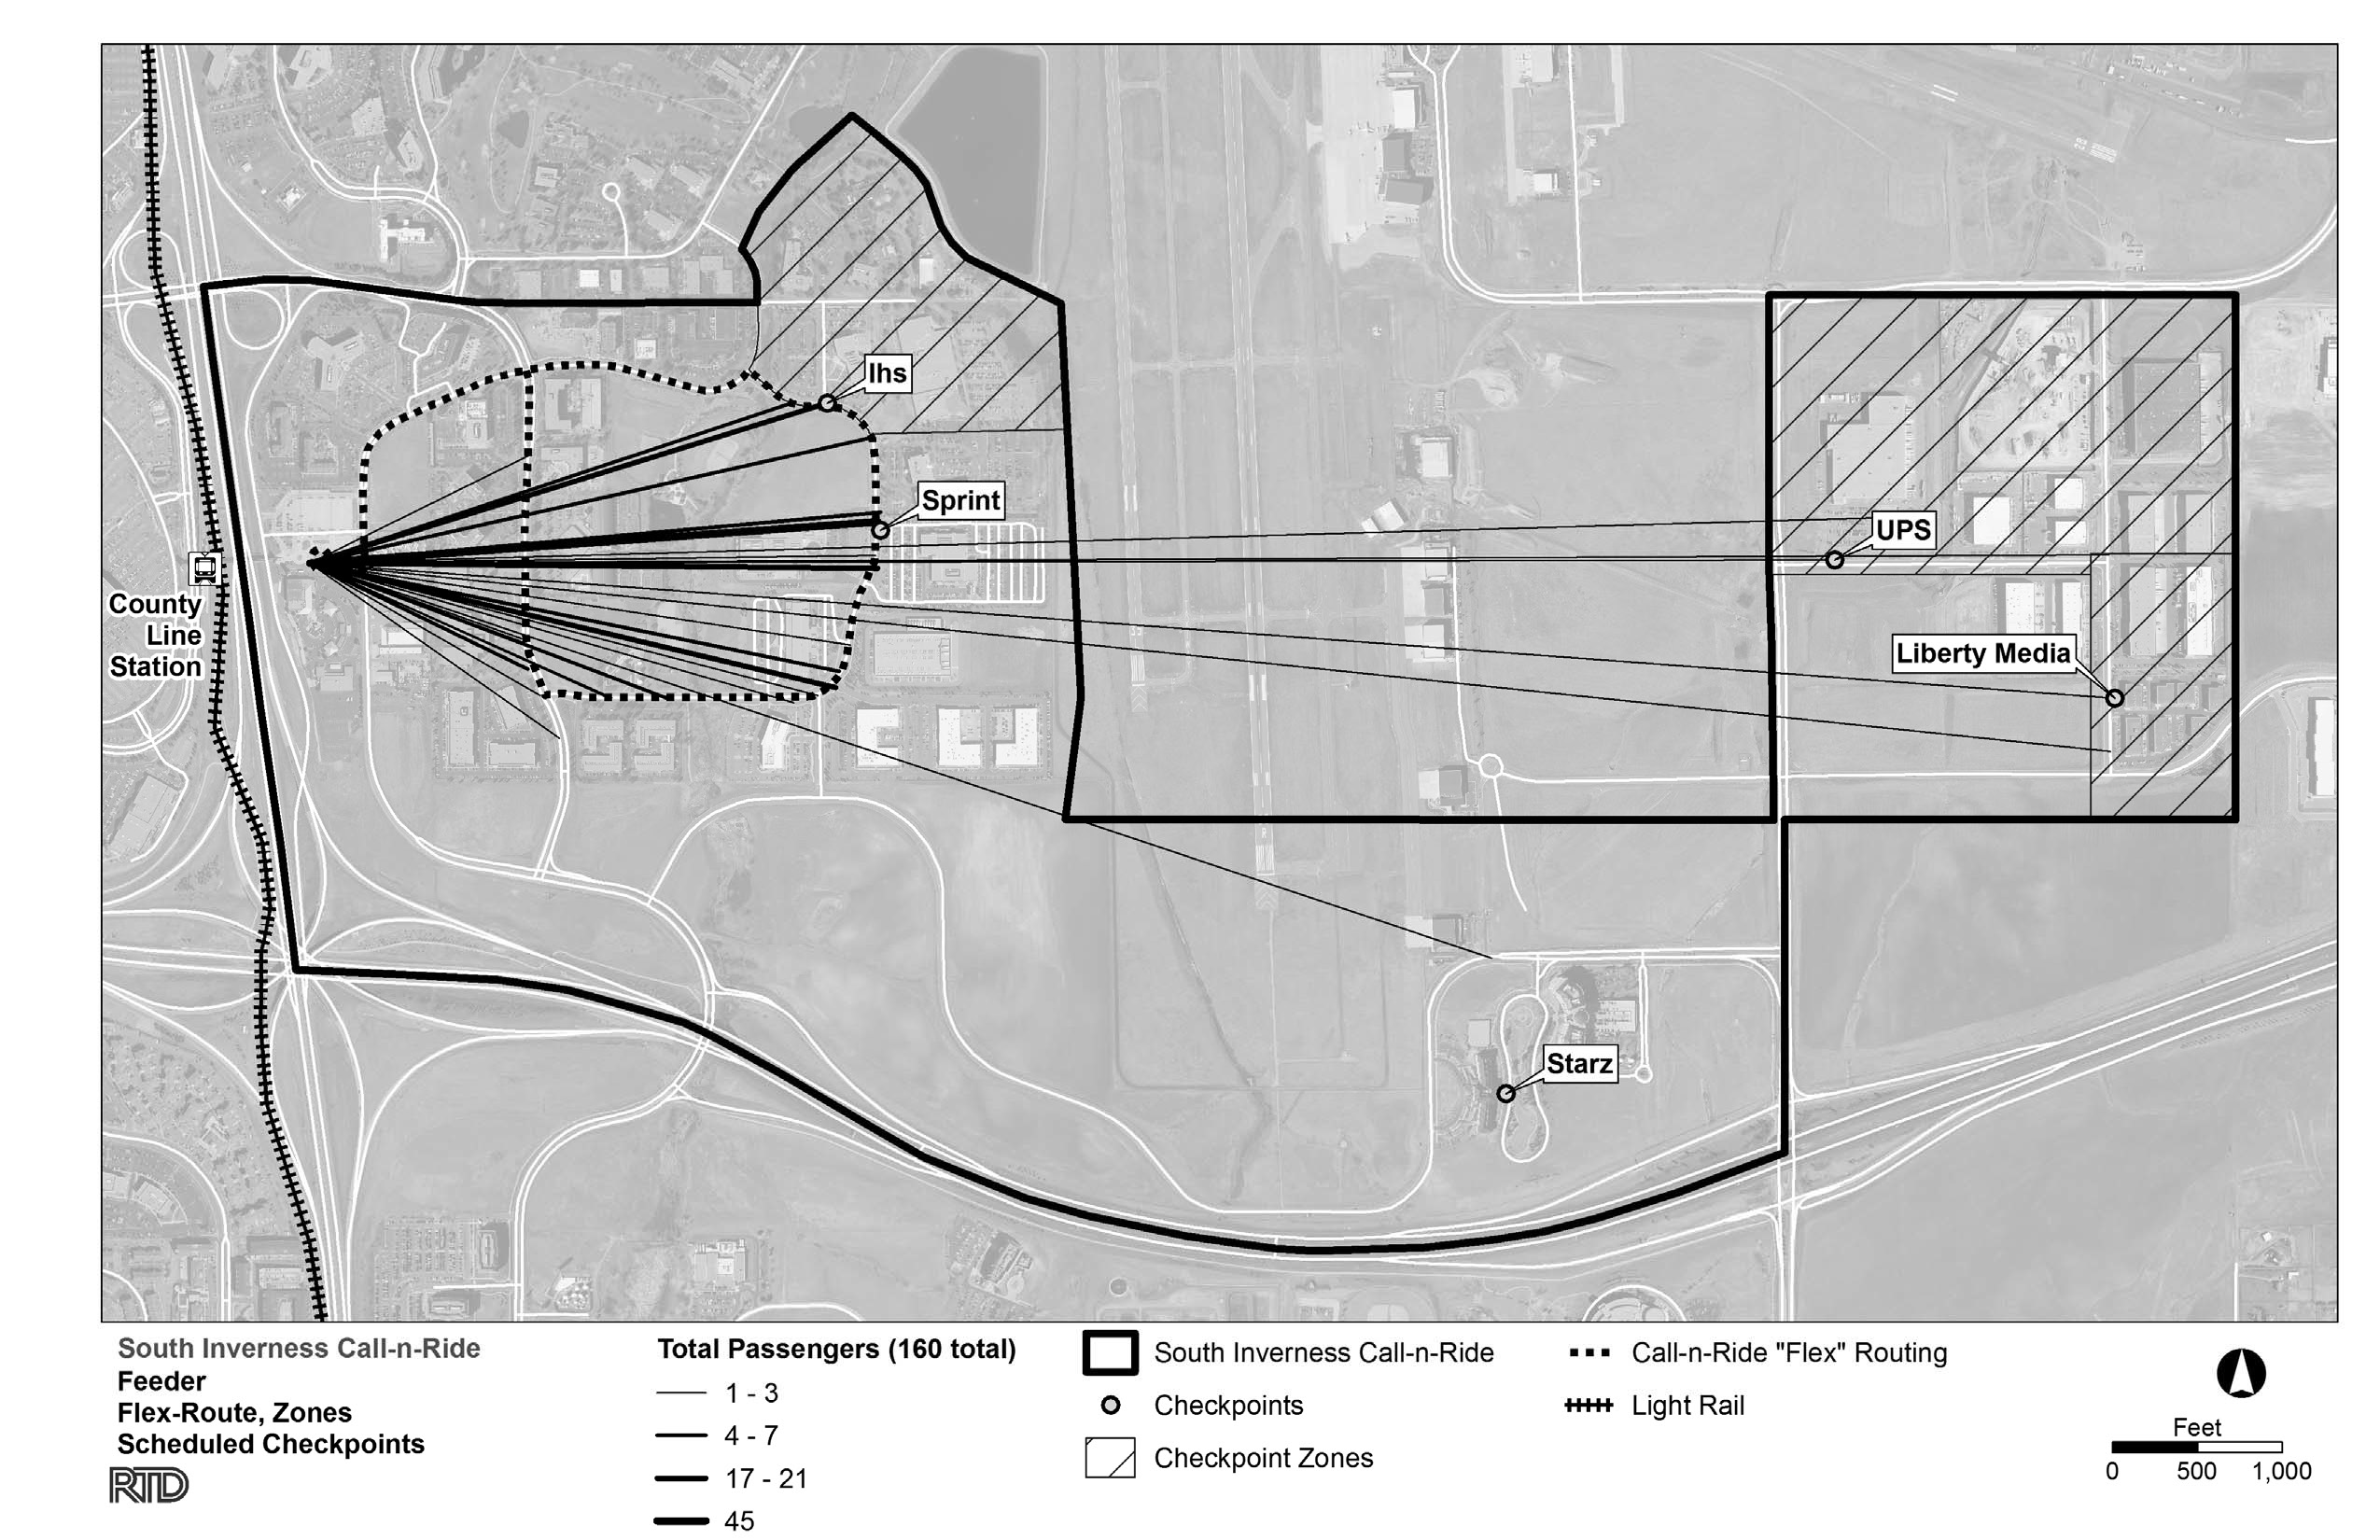 Ihs
Sprint
UPS
County
Line
Station
Liberty Media
Starz
South Inverness Call-n-Ride
Feeder
Flex-Route, Zones
Scheduled Checkpoints
RTD
Total Passengers (160 total)
1 - 3
4 - 7
17 - 21
45
South Inverness Call-n-Ride
Checkpoints
Checkpoint Zones
Call-n-Ride "Flex" Routing
Light Rail
Feet
0 500 1,000